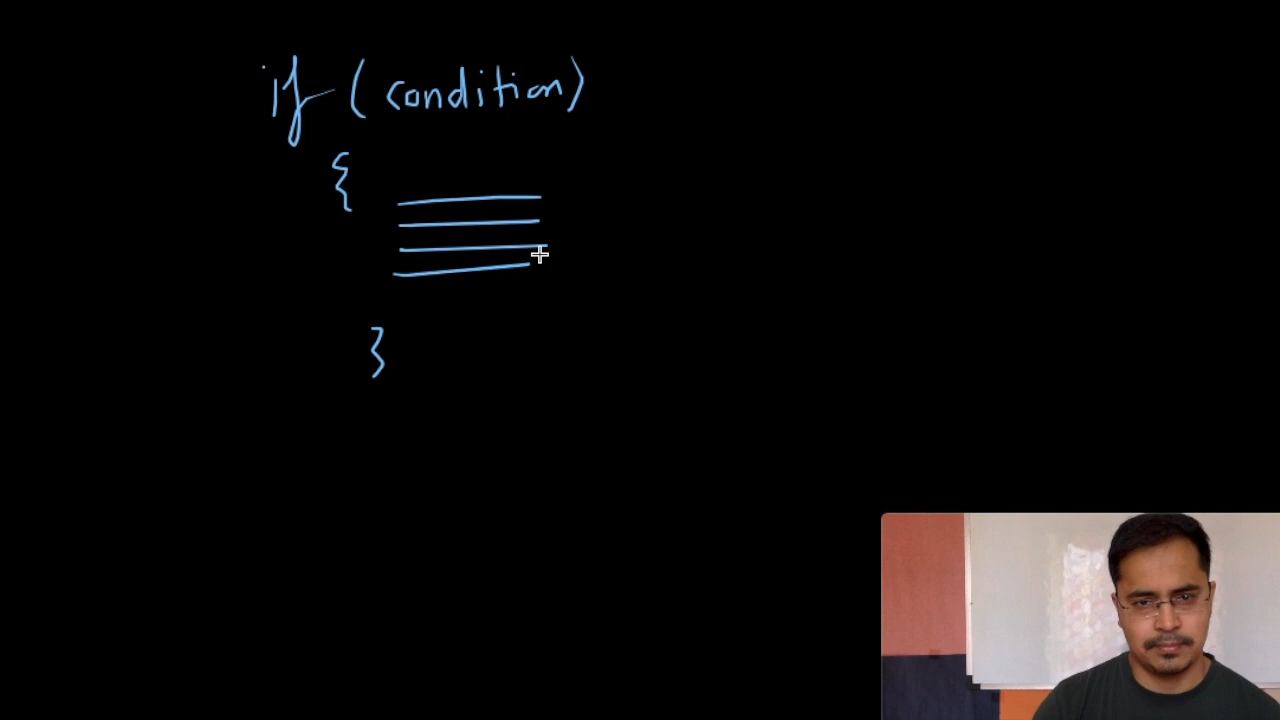 if (condition)
{
}